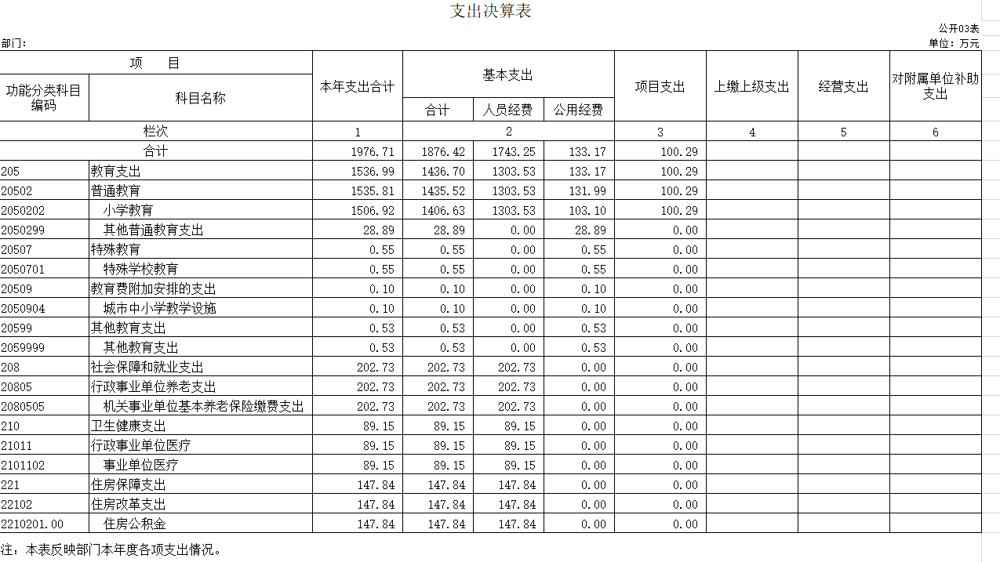 支出决算表
公开03表
部门： 单位：万元
项 目 本年支出合计 基本支出 项目支出 上缴上级支出 经营支出 对附属单位补助支出
功能分类科目编码 科目名称 合计 人员经费 公用经费
栏次 1 2 3 4 5 6
合计 1976.71 1876.42 1743.25 133.17 100.29
205 教育支出 1536.99 1436.70 1303.53 133.17 100.29
20502 普通教育 1535.81 1435.52 1303.53 131.99 100.29
2050202 小学教育 1506.92 1406.63 1303.53 103.10 100.29
2050299 其他普通教育支出 28.89 28.89 0.00 28.89 0.00
20507 特殊教育 0.55 0.55 0.00 0.55 0.00
2050701 特殊学校教育 0.55 0.55 0.00 0.55 0.00
20509 教育费附加安排的支出 0.10 0.10 0.00 0.10 0.00
2050904 城市中小学教学设施 0.10 0.10 0.00 0.10 0.00
20599 其他教育支出 0.53 0.53 0.00 0.53 0.00
2059999 其他教育支出 0.53 0.53 0.00 0.53 0.00
208 社会保障和就业支出 202.73 202.73 202.73 0.00 0.00
20805 行政事业单位养老支出 202.73 202.73 202.73 0.00 0.00
2080505 机关事业单位基本养老保险缴费支出 202.73 202.73 202.73 0.00 0.00
210 卫生健康支出 89.15 89.15 89.15 0.00 0.00
21011 行政事业单位医疗 89.15 89.15 89.15 0.00 0.00
2101102 事业单位医疗 89.15 89.15 89.15 0.00 0.00
221 住房保障支出 147.84 147.84 147.84 0.00 0.00
22102 住房改革支出 147.84 147.84 147.84 0.00 0.00
2210201.00 住房公积金 147.84 147.84 147.84 0.00 0.00
注：本表反映部门本年度各项支出情况。